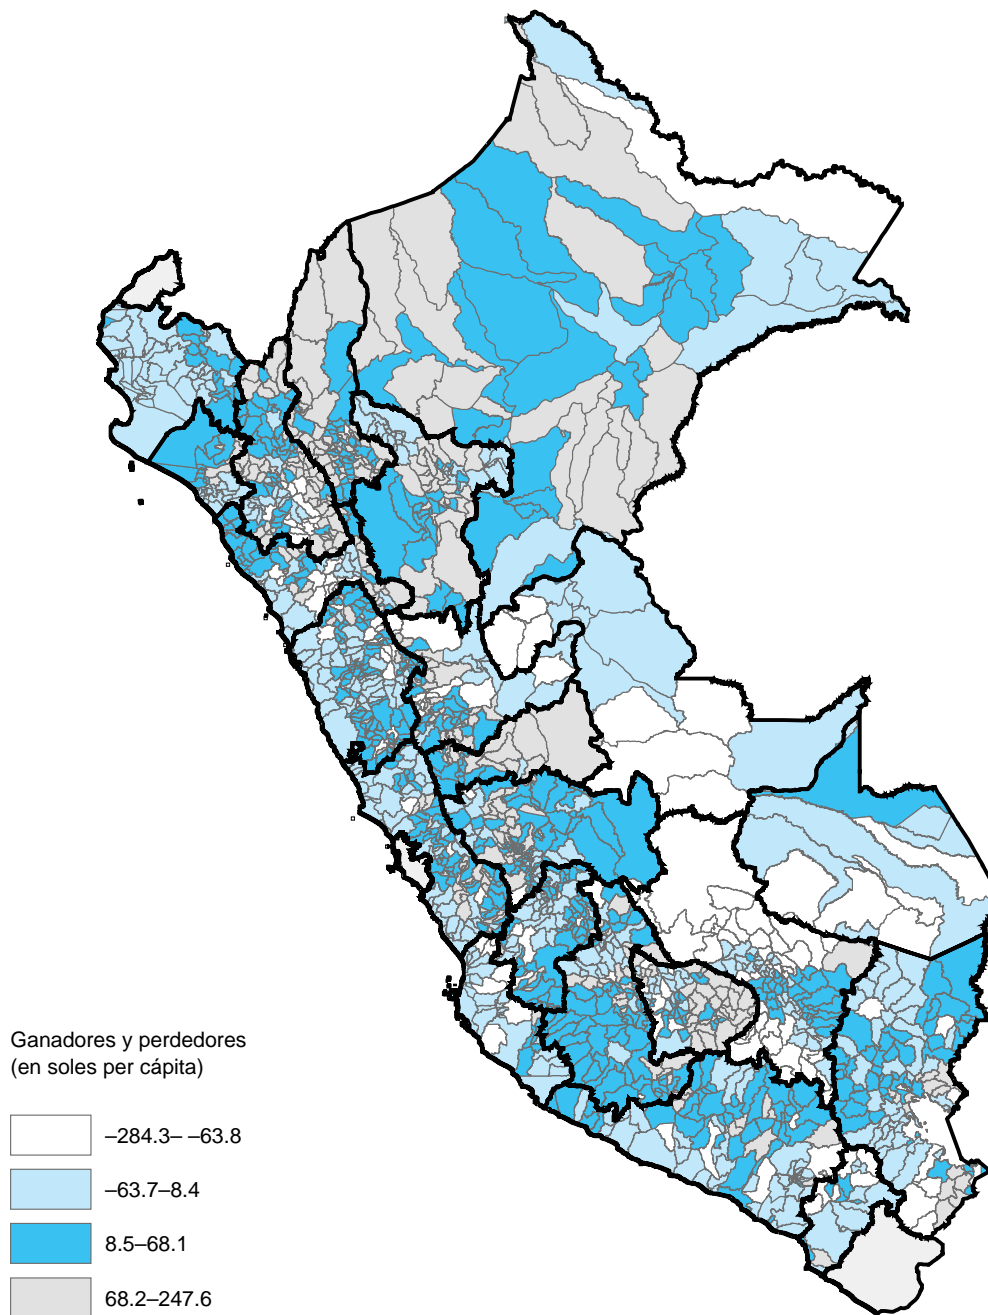 Ganadores y perdedores
(en soles per cápita)
–284.3– –63.8
–63.7–8.4
8.5–68.1
68.2–247.6